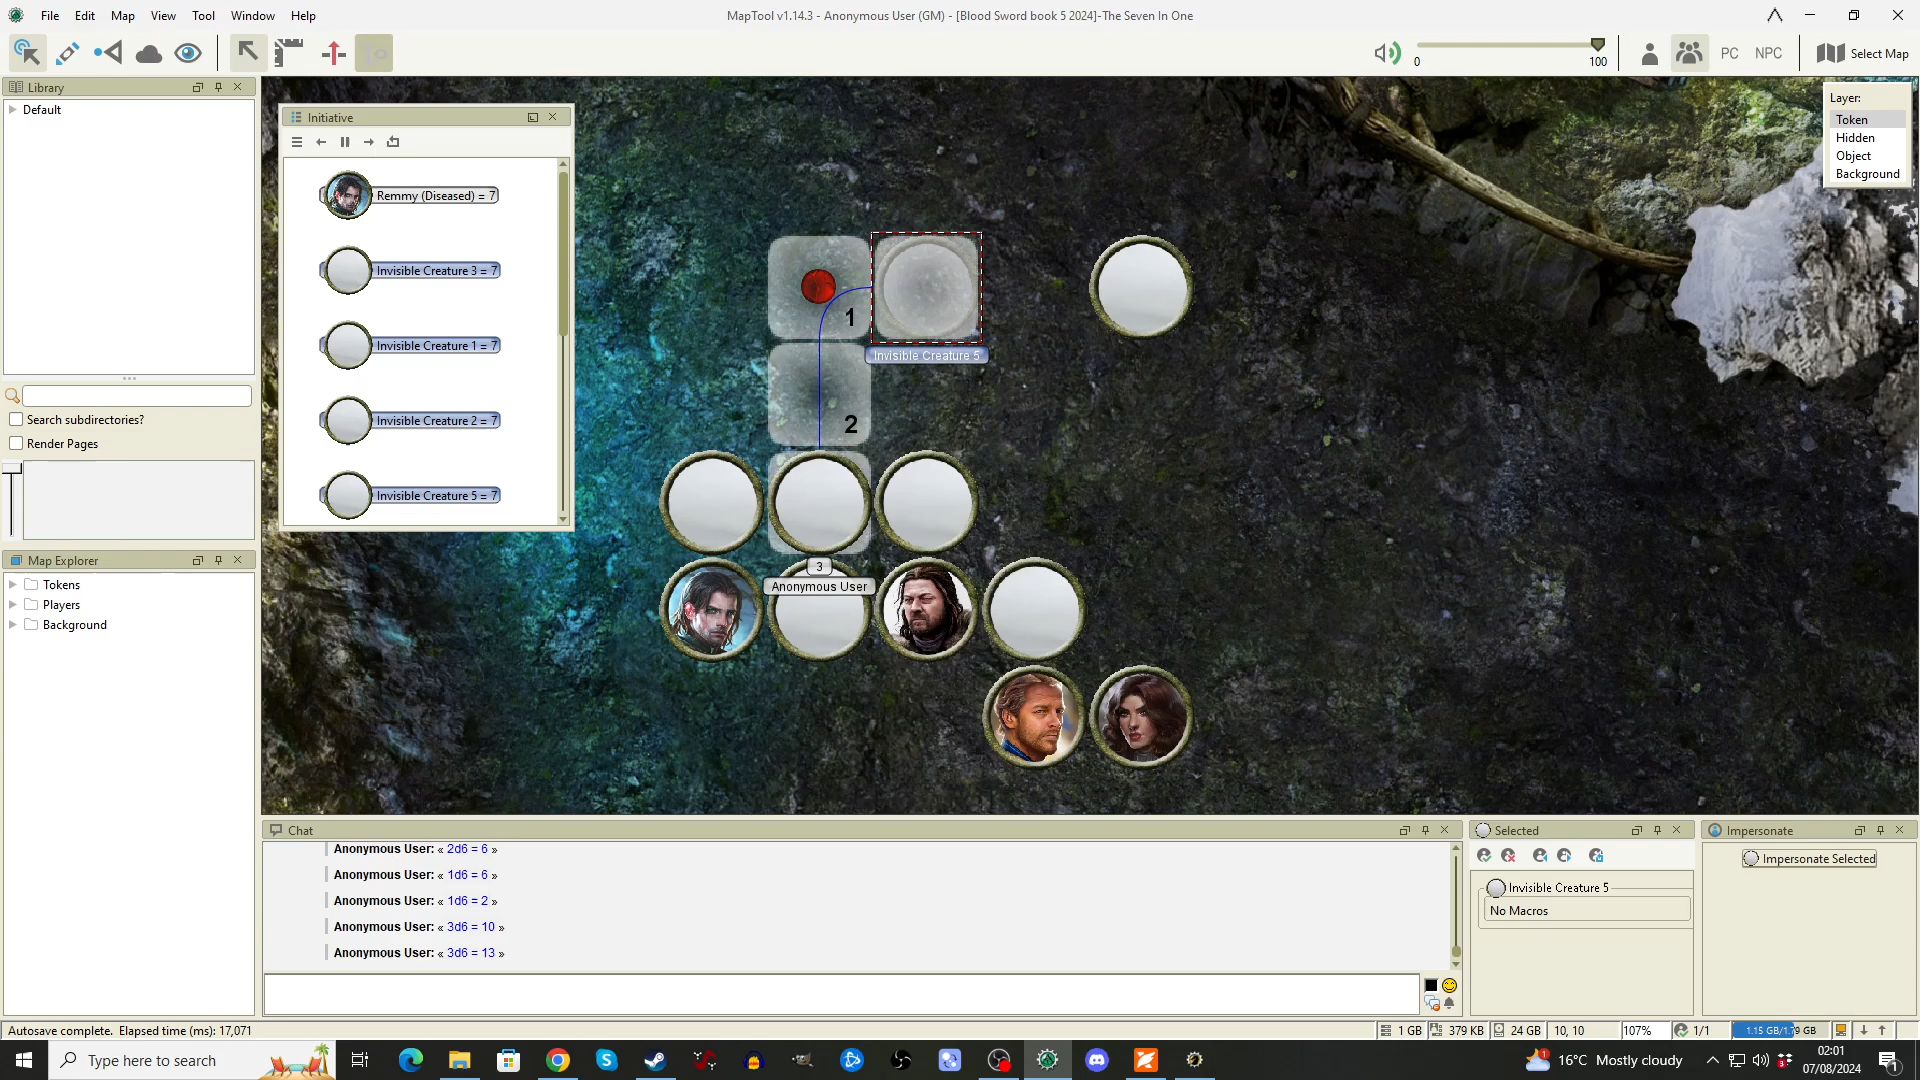 File Edit Map View Tool Window Help
MapTool v1.14.3 - Anonymous User (GM) - [Blood Sword book 5 2024]-The Seven In One
0
100
PC
NPC
Select Map
Library
Default
Search subdirectories?
Render Pages
Map Explorer
Tokens
Players
Background
Initiative
Remmy (Diseased) = 7
Invisible Creature 3 = 7
Invisible Creature 1 = 7
Invisible Creature 2 = 7
Invisible Creature 5 = 7
Layer:
Token
Hidden
Object
Background
1
Invisible Creature 5
2
3
Anonymous User
Chat
Anonymous User: « 2d6 = 6 »
Anonymous User: « 1d6 = 6 »
Anonymous User: « 1d6 = 2 »
Anonymous User: « 3d6 = 10 »
Anonymous User: « 3d6 = 13 »
Selected
Invisible Creature 5
No Macros
Impersonate
Impersonate Selected
Autosave complete. Elapsed time (ms): 17,071
1 GB
379 KB
24 GB
10, 10
107%
1/1
Type here to search
16°C Mostly cloudy
02:01
07/08/2024